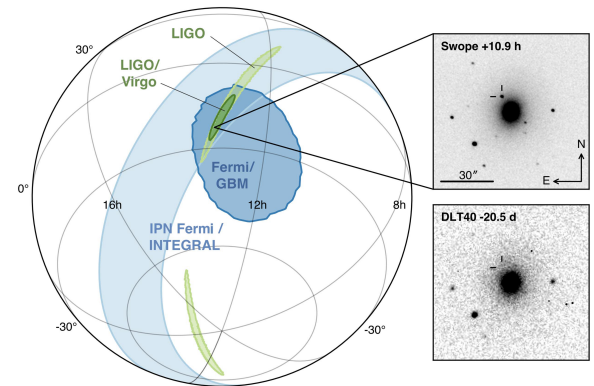 LIGO
30°
LIGO/
Virgo
Fermi/
GBM
0°
16h
12h
8h
IPN Fermi /
INTEGRAL
-30°
-30°
Swope +10.9 h
30″
N
E
DLT40 -20.5 d